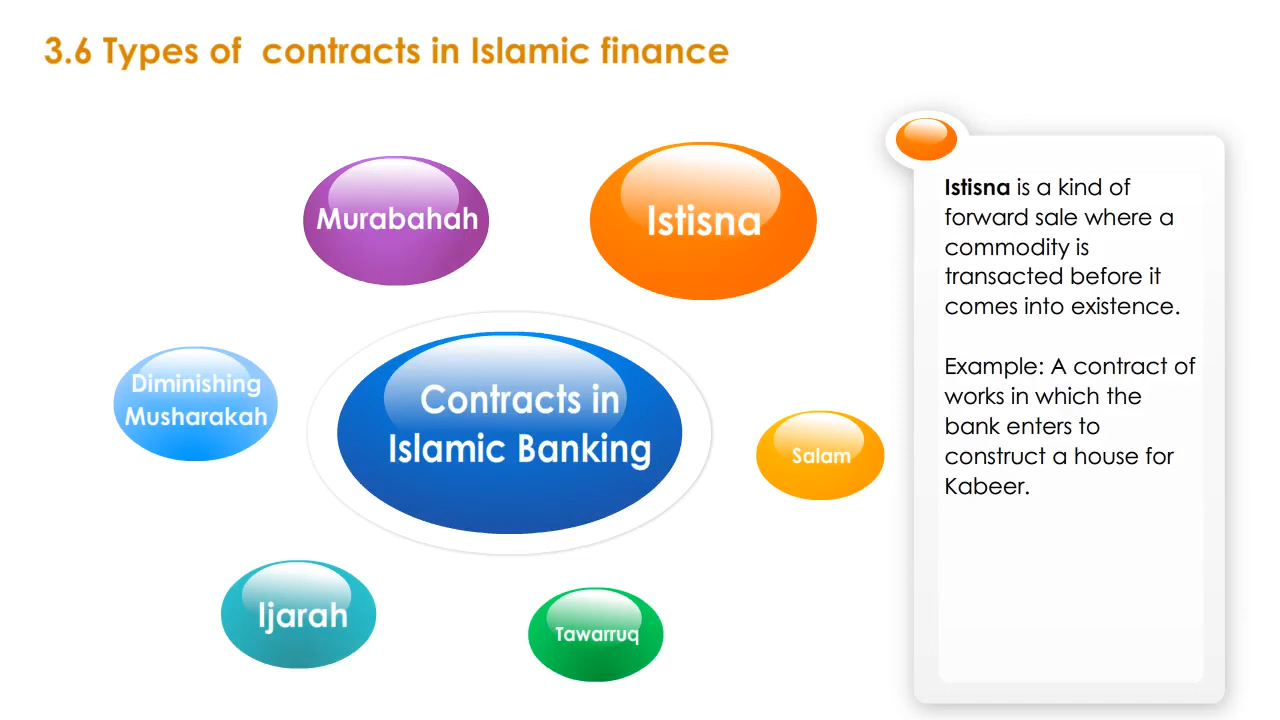 3.6 Types of  contracts in Islamic finance
Murabahah
Istisna
Diminishing
Musharakah
Contracts in
Islamic Banking
Salam
Ijarah
Tawarruq
Istisna is a kind of
forward sale where a
commodity is
transacted before it
comes into existence.
Example: A contract of
works in which the
bank enters to
construct a house for
Kabeer.